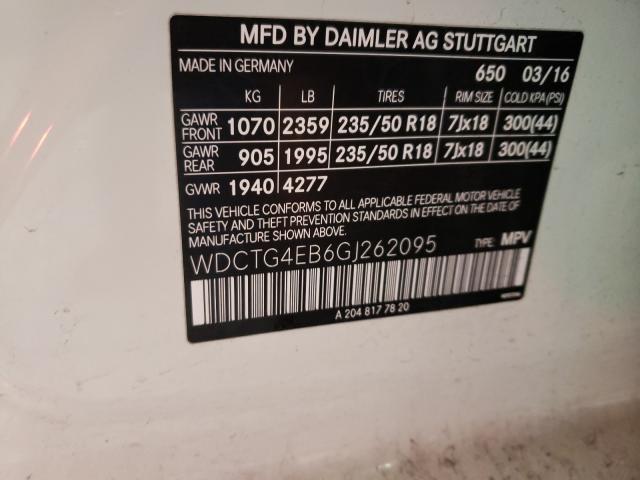 MFD BY DAIMLER AG STUTTGART
MADE IN GERMANY 650 03/16
KG LB TIRES RIM SIZE COLD KPA (PSI)
GAWR FRONT 1070 2359 235/50 R18 7Jx18 300(44)
GAWR REAR 905 1995 235/50 R18 7Jx18 300(44)
GVWR 1940 4277
THIS VEHICLE CONFORMS TO ALL APPLICABLE FEDERAL MOTOR VEHICLE
SAFETY AND THEFT PREVENTION STANDARDS IN EFFECT ON THE DATE OF
MANUFACTURE SHOWN ABOVE.
WDCTG4EB6GJ262095 TYPE: MPV
A 204 817 78 20